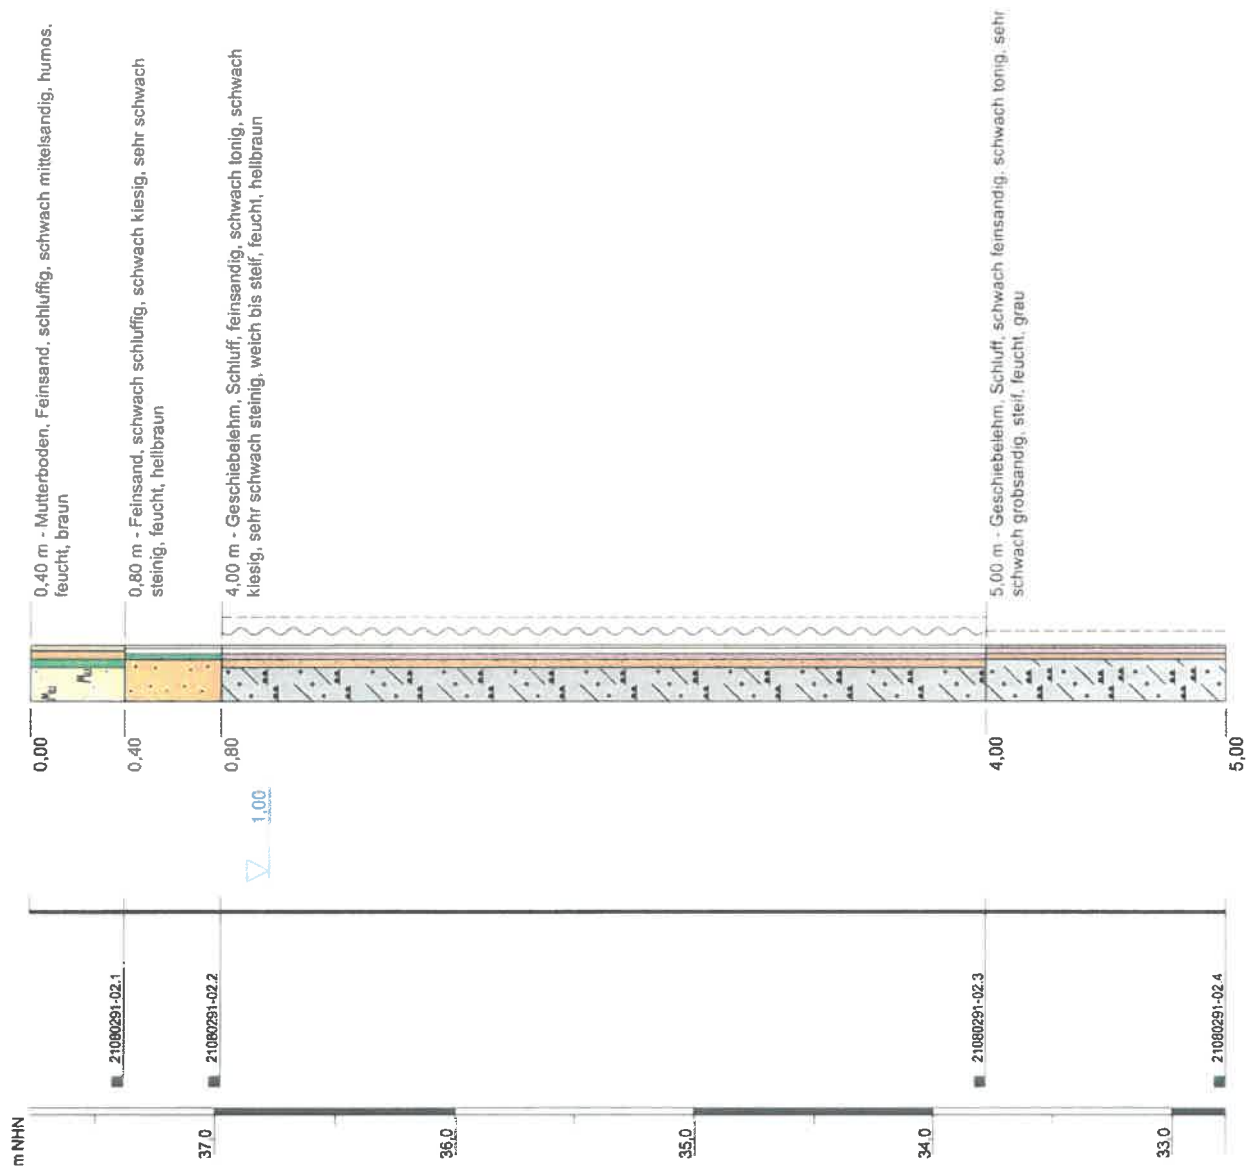 m NHN
37.0
36.0
35.0
34.0
33.0
21080291-02.1
21080291-02.2
21080291-02.3
21080291-02.4
1,00
0,00
0,40
0,80
4,00
5,00
0,40 m - Mutterboden, Feinsand, schluffig, schwach mittelsandig, humos,
feucht, braun
0,80 m - Feinsand, schwach schluffig, schwach kiesig, sehr schwach
steinig, feucht, hellbraun
4,00 m - Geschiebelehm, Schluff, feinsandig, schwach tonig, schwach
kiesig, sehr schwach steinig, weich bis steif, feucht, hellbraun
5,00 m - Geschiebelehm, Schluff, schwach feinsandig, schwach tonig, sehr
schwach grobsandig, steif, feucht, grau
Mu
Mu